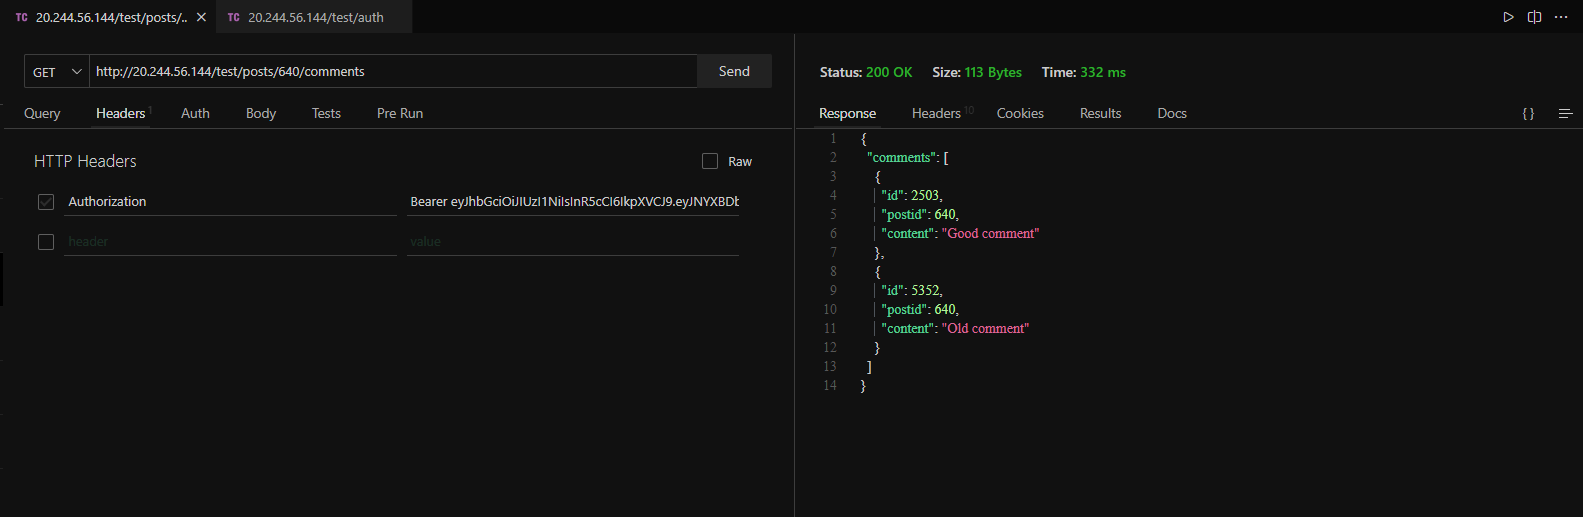 TC 20.244.56.144/test/posts/.. × TC 20.244.56.144/test/auth
GET http://20.244.56.144/test/posts/640/comments Send
Query Headers 1 Auth Body Tests Pre Run
HTTP Headers Raw
Authorization Bearer eyJhbGciOiJIUzI1NiIsInR5cCI6IkpXVCJ9.eyJNYXBDb
header value
Status: 200 OK Size: 113 Bytes Time: 332 ms
Response Headers 10 Cookies Results Docs { }
1 {
2 "comments": [
3 {
4 "id": 2503,
5 "postid": 640,
6 "content": "Good comment"
7 },
8 {
9 "id": 5352,
10 "postid": 640,
11 "content": "Old comment"
12 }
13 ]
14 }